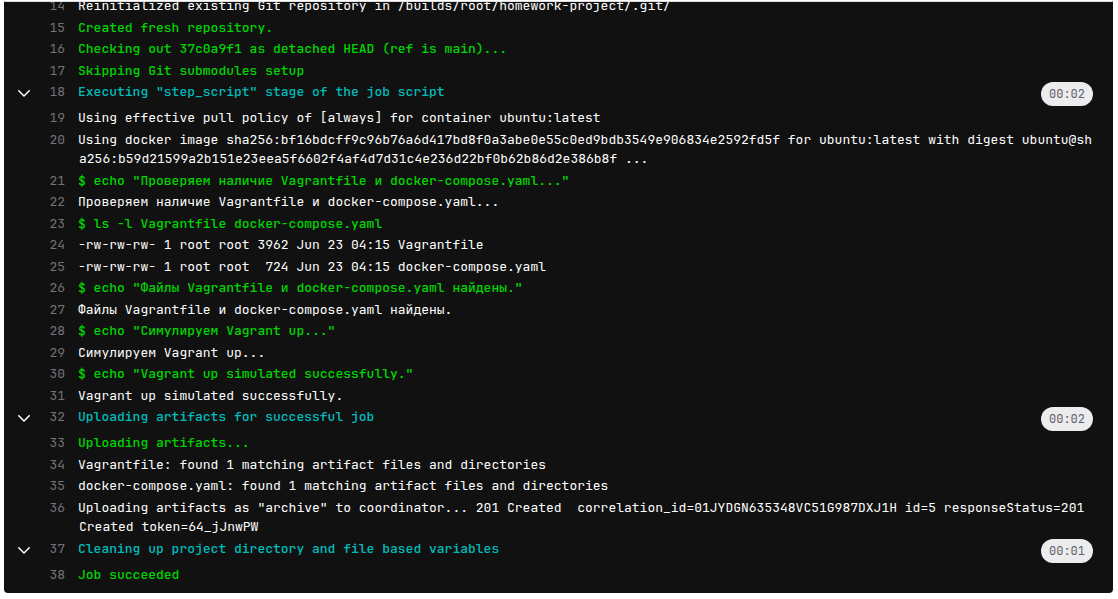 14 Reinitialized existing Git repository in /builds/root/homework-project/.git/
15 Created fresh repository.
16 Checking out 37c0a9f1 as detached HEAD (ref is main)...
17 Skipping Git submodules setup
18 Executing "step_script" stage of the job script 00:02
19 Using effective pull policy of [always] for container ubuntu:latest
20 Using docker image sha256:bf16bdcff9c96b76a6d417bd8f0a3abe0e55c0ed9bdb3549e906834e2592fd5f for ubuntu:latest with digest ubuntu@sh
a256:b59d21599a2b151e23eea5f6602f4af4d7d31c4e236d22bf0b62b86d2e386b8f ...
21 $ echo "Проверяем наличие Vagrantfile и docker-compose.yaml..."
22 Проверяем наличие Vagrantfile и docker-compose.yaml...
23 $ ls -l Vagrantfile docker-compose.yaml
24 -rw-rw-rw- 1 root root 3962 Jun 23 04:15 Vagrantfile
25 -rw-rw-rw- 1 root root  724 Jun 23 04:15 docker-compose.yaml
26 $ echo "Файлы Vagrantfile и docker-compose.yaml найдены."
27 Файлы Vagrantfile и docker-compose.yaml найдены.
28 $ echo "Симулируем Vagrant up..."
29 Симулируем Vagrant up...
30 $ echo "Vagrant up simulated successfully."
31 Vagrant up simulated successfully.
32 Uploading artifacts for successful job 00:02
33 Uploading artifacts...
34 Vagrantfile: found 1 matching artifact files and directories
35 docker-compose.yaml: found 1 matching artifact files and directories
36 Uploading artifacts as "archive" to coordinator... 201 Created  correlation_id=01JYDGN635348VC51G987DXJ1H id=5 responseStatus=201
Created token=64_jJnwPW
37 Cleaning up project directory and file based variables 00:01
38 Job succeeded